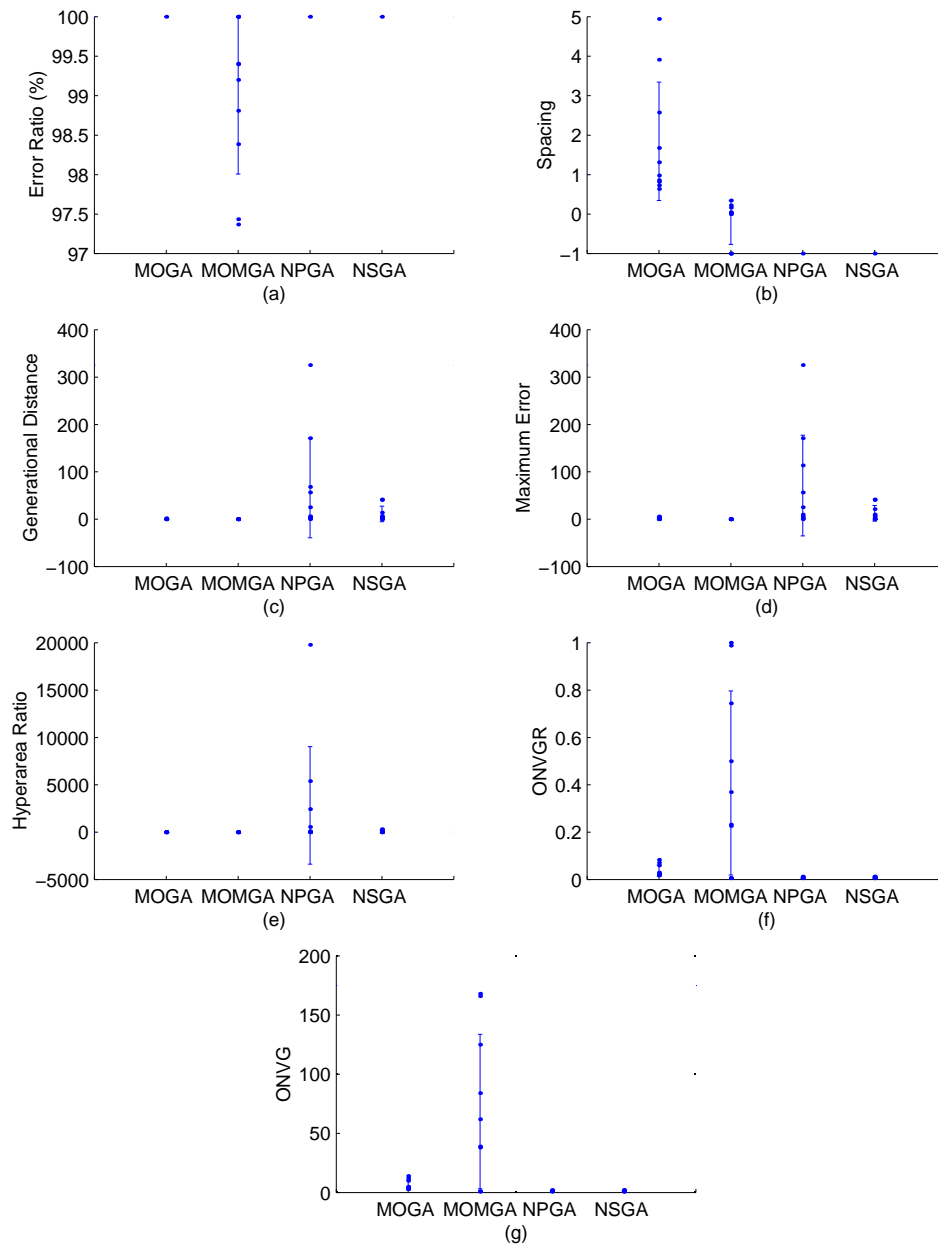 100
99.5
99
98.5
98
97.5
97
Error Ratio (%)
MOGA MOMGA NPGA NSGA
(a)
5
4
3
2
1
0
−1
Spacing
MOGA MOMGA NPGA NSGA
(b)
400
300
200
100
0
−100
Generational Distance
MOGA MOMGA NPGA NSGA
(c)
400
300
200
100
0
−100
Maximum Error
MOGA MOMGA NPGA NSGA
(d)
20000
15000
10000
5000
0
−5000
Hyperarea Ratio
MOGA MOMGA NPGA NSGA
(e)
1
0.8
0.6
0.4
0.2
0
ONVGR
MOGA MOMGA NPGA NSGA
(f)
200
150
100
50
0
ONVG
MOGA MOMGA NPGA NSGA
(g)